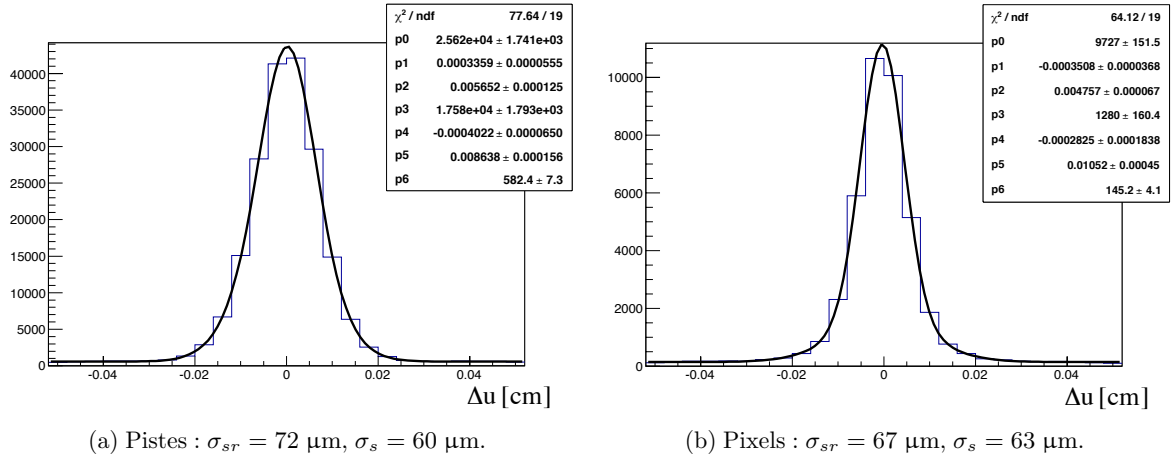 χ² / ndf 77.64 / 19
p0 2.562e+04 ± 1.741e+03
p1 0.0003359 ± 0.0000555
p2 0.005652 ± 0.000125
p3 1.758e+04 ± 1.793e+03
p4 -0.0004022 ± 0.0000650
p5 0.008638 ± 0.000156
p6 582.4 ± 7.3
40000
35000
30000
25000
20000
15000
10000
5000
0
-0.04 -0.02 0 0.02 0.04
Δu [cm]
(a) Pistes : σsr = 72 μm, σs = 60 μm.
χ² / ndf 64.12 / 19
p0 9727 ± 151.5
p1 -0.0003508 ± 0.0000368
p2 0.004757 ± 0.000067
p3 1280 ± 160.4
p4 -0.0002825 ± 0.0001838
p5 0.01052 ± 0.00045
p6 145.2 ± 4.1
10000
8000
6000
4000
2000
0
-0.04 -0.02 0 0.02 0.04
Δu [cm]
(b) Pixels : σsr = 67 μm, σs = 63 μm.